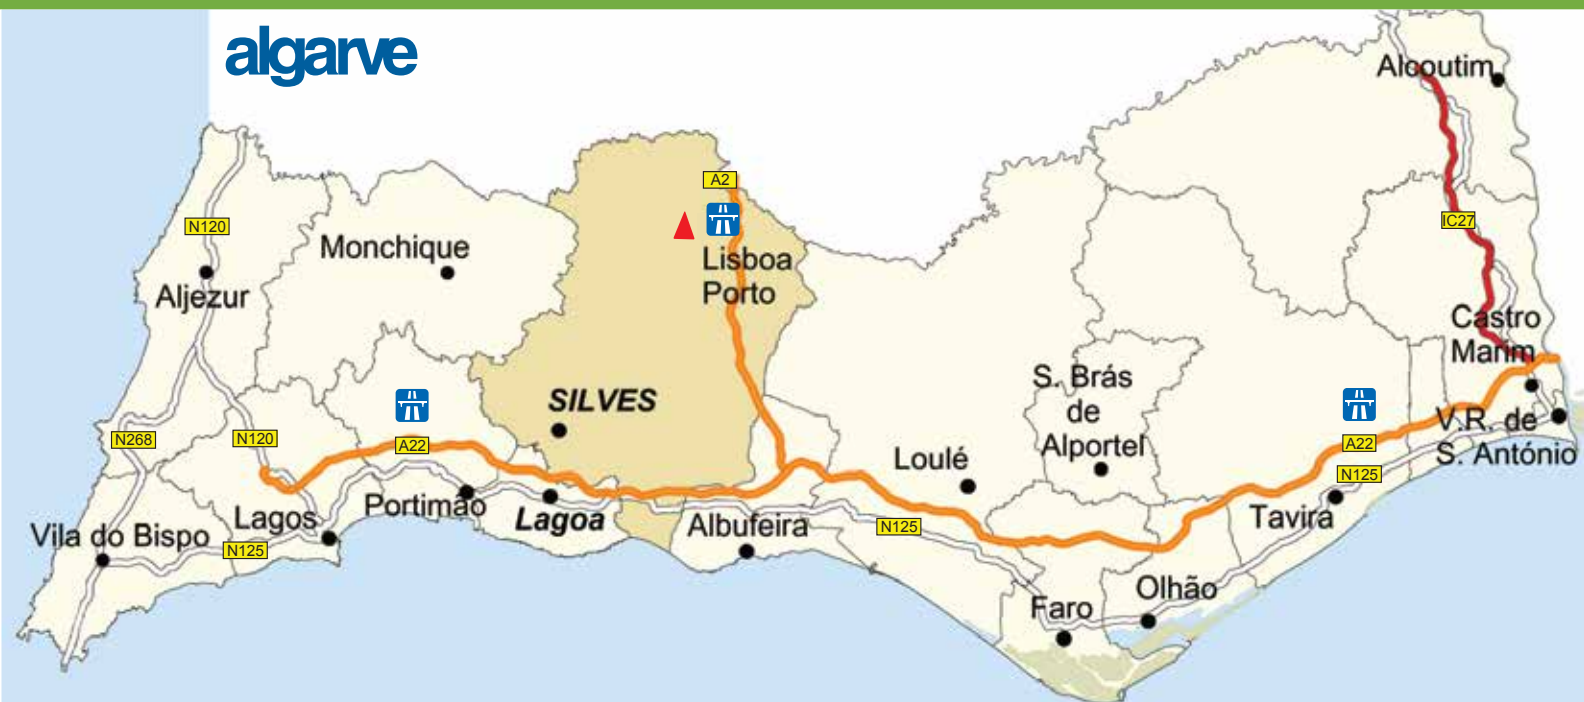 algarve
Alcoutim
A2
N120
IC27
Monchique
Lisboa
Porto
Aljezur
Castro
Marim
S. Brás
de
Alportel
SILVES
N268
N120
A22
A22
V.R. de
S. António
Loulé
N125
Portimão
Lagos
Lagoa
Albufeira
N125
Tavira
Vila do Bispo
N125
Olhão
Faro